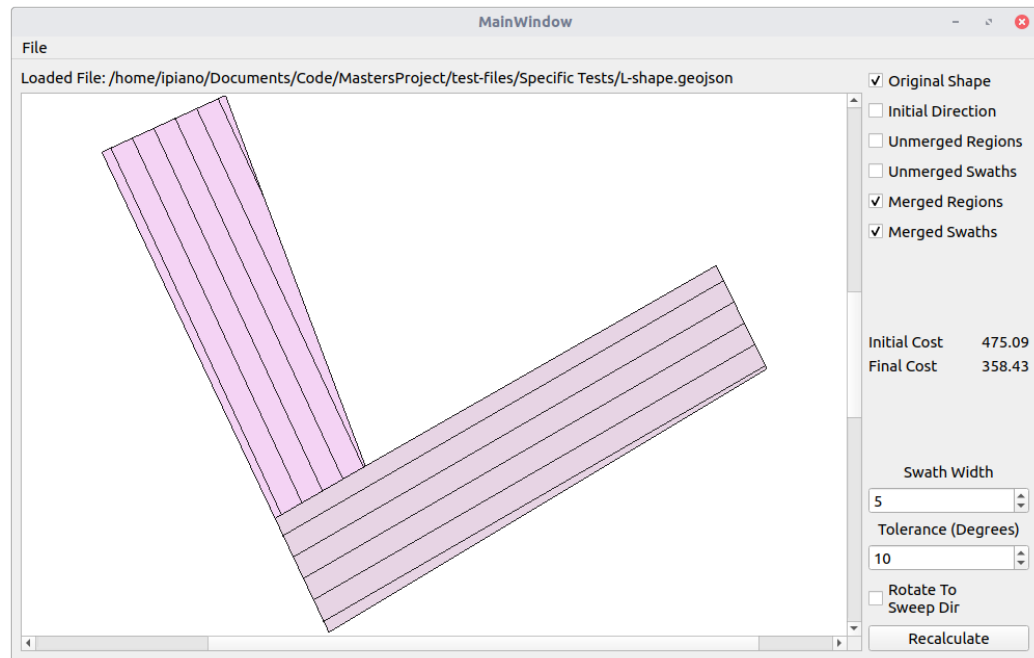 MainWindow
File
Loaded File: /home/ipiano/Documents/Code/MastersProject/test-files/Specific Tests/L-shape.geojson
Original Shape
Initial Direction
Unmerged Regions
Unmerged Swaths
Merged Regions
Merged Swaths
Initial Cost 475.09
Final Cost 358.43
Swath Width
5
Tolerance (Degrees)
10
Rotate To
Sweep Dir
Recalculate